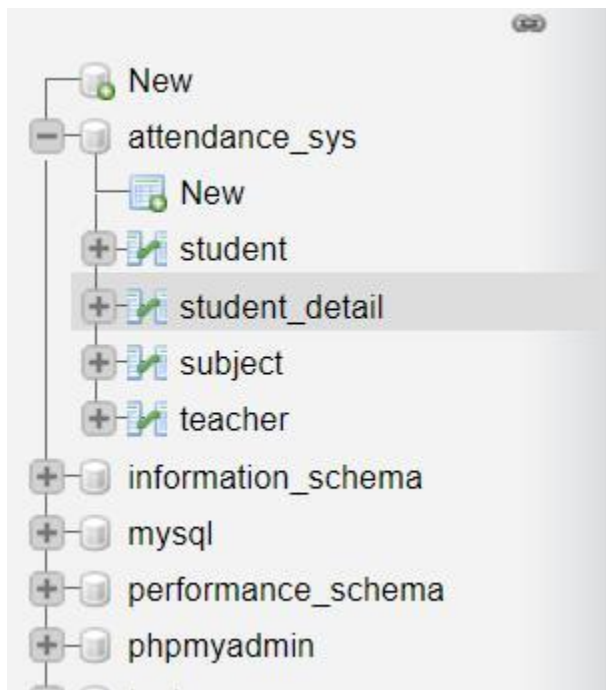 New
attendance_sys
New
student
student_detail
subject
teacher
information_schema
mysql
performance_schema
phpmyadmin